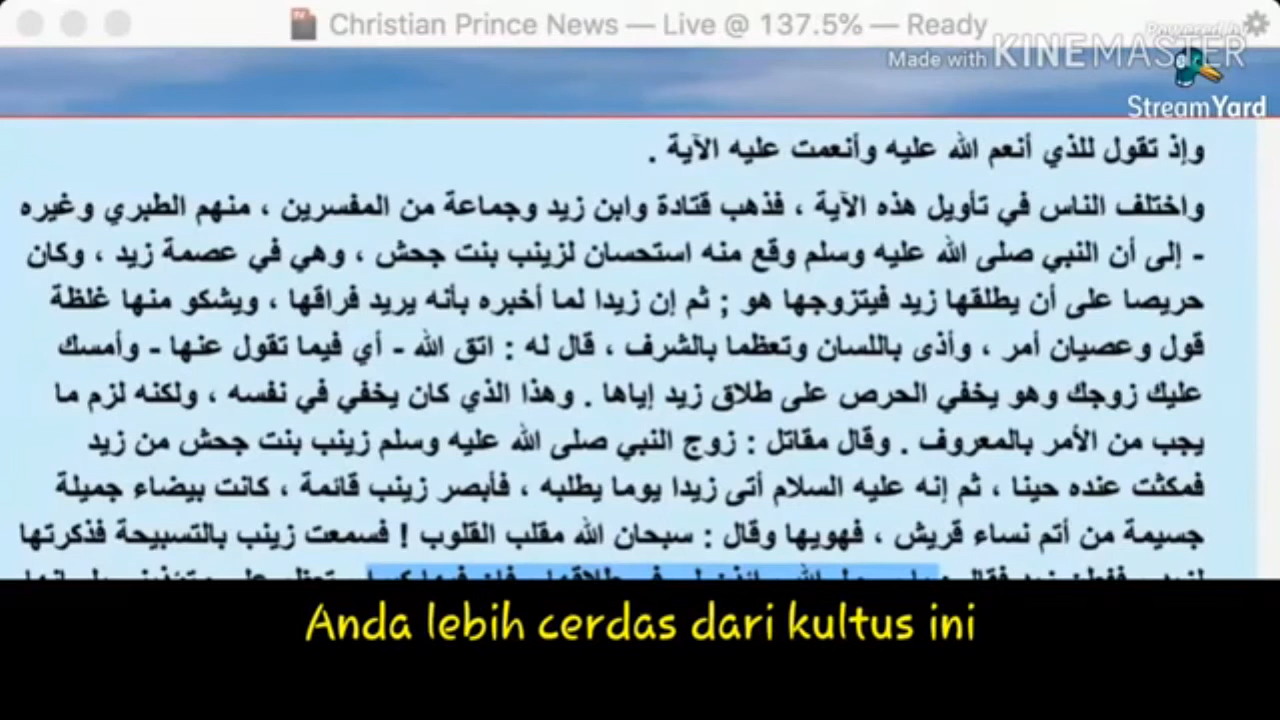 Christian Prince News — Live @ 137.5% — Ready
Powered by
Made with KINEMASTER
StreamYard
وإذ تقول للذي أنعم الله عليه وأنعمت عليه الآية .
واختلف الناس في تأويل هذه الآية ، فذهب قتادة وابن زيد وجماعة من المفسرين ، منهم الطبري وغيره
- إلى أن النبي صلى الله عليه وسلم وقع منه استحسان لزينب بنت جحش ، وهي في عصمة زيد ، وكان
حريصا على أن يطلقها زيد فيتزوجها هو ; ثم إن زيدا لما أخبره بأنه يريد فراقها ، ويشكو منها غلظة
قول وعصيان أمر ، وأذى باللسان وتعظما بالشرف ، قال له : اتق الله - أي فيما تقول عنها - وأمسك
عليك زوجك وهو يخفي الحرص على طلاق زيد إياها . وهذا الذي كان يخفي في نفسه ، ولكنه لزم ما
يجب من الأمر بالمعروف . وقال مقاتل : زوج النبي صلى الله عليه وسلم زينب بنت جحش من زيد
فمكثت عنده حينا ، ثم إنه عليه السلام أتى زيدا يوما يطلبه ، فأبصر زينب قائمة ، كانت بيضاء جميلة
جسيمة من أتم نساء قريش ، فهويها وقال : سبحان الله مقلب القلوب ! فسمعت زينب بالتسبيحة فذكرتها
Anda lebih cerdas dari kultus ini